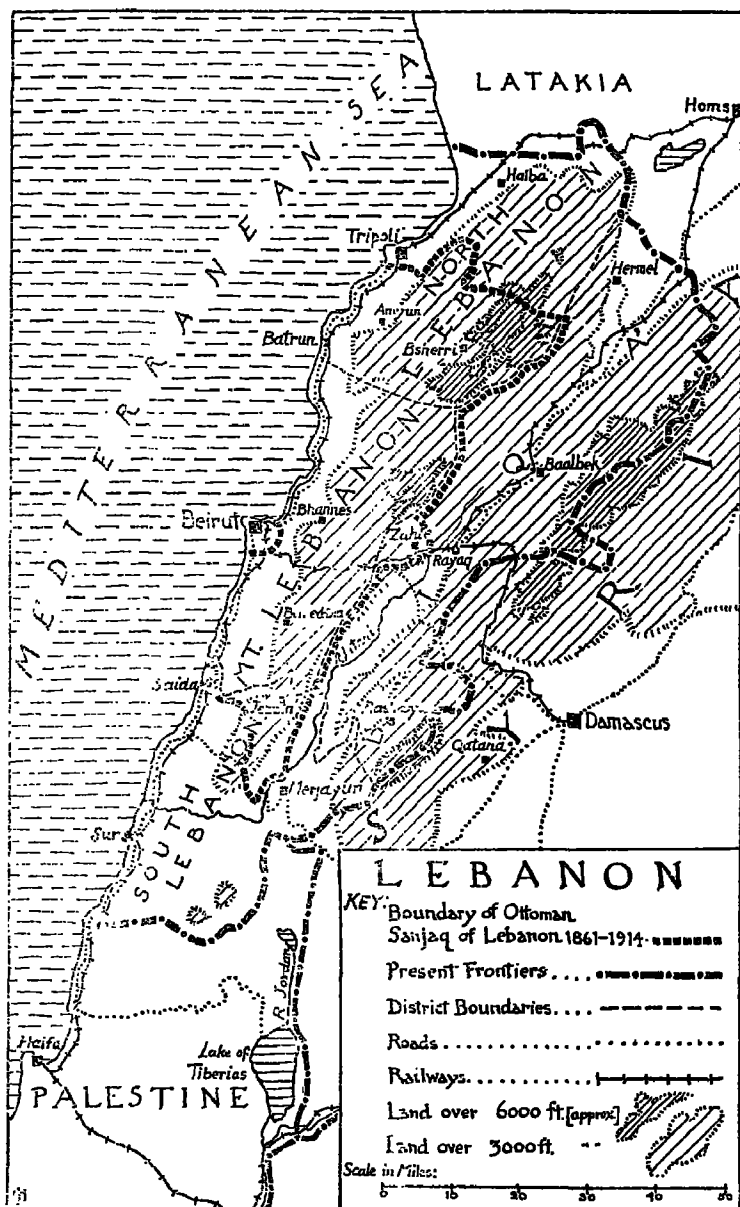 LATAKIA
Homs
MEDITERRANEAN SEA
Halba
NORTH LEBANON
Tripoli
Hermel
Amyun
Batrun
Bsherri
LEBANON
Baalbek
Beirut
Bhannes
Zahle
Rayaq
MT. LEBANON
Saida
Damascus
Qatana
Merjayun
SYRIA
Sur
SOUTH LEBANON
R. Jordan
Haifa
Lake of
Tiberias
PALESTINE
LEBANON
KEY:
Boundary of Ottoman
Sanjaq of Lebanon 1861-1914
Present Frontiers....
District Boundaries...
Roads
Railways
Land over 6000 ft. [approx]
Land over 3000 ft. "
Scale in Miles:
0 10 20 30 40 50